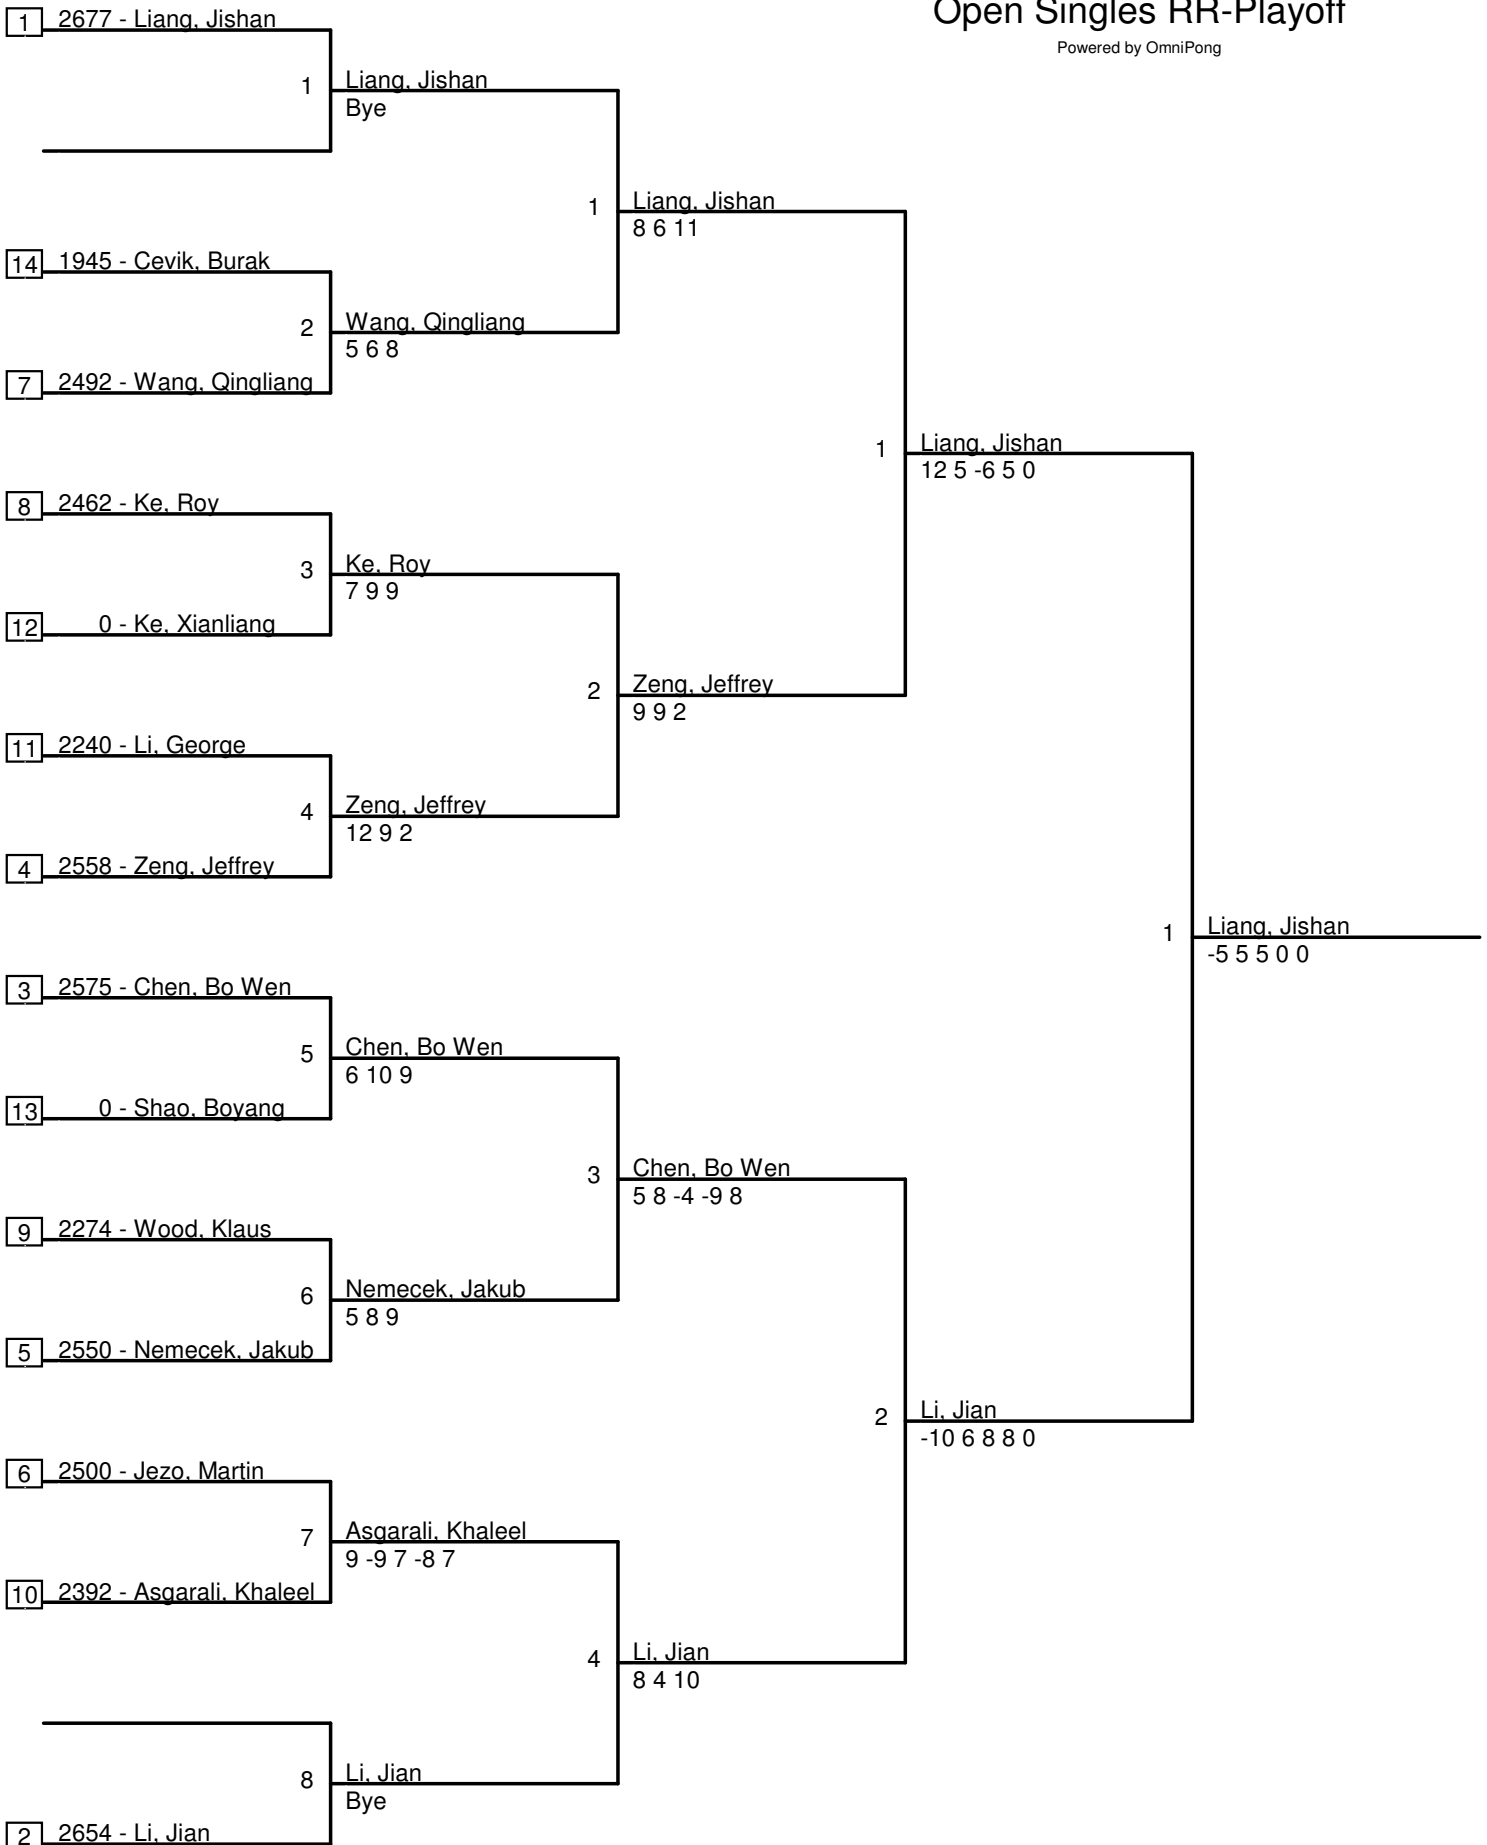 Open Singles RR-Playoff
Powered by OmniPong
1 2677 - Liang, Jishan
1 Liang, Jishan
Bye
1 Liang, Jishan
8 6 11
14 1945 - Cevik, Burak
2 Wang, Qingliang
5 6 8
7 2492 - Wang, Qingliang
1 Liang, Jishan
12 5 -6 5 0
8 2462 - Ke, Roy
3 Ke, Roy
7 9 9
12 0 - Ke, Xianliang
2 Zeng, Jeffrey
9 9 2
11 2240 - Li, George
4 Zeng, Jeffrey
12 9 2
4 2558 - Zeng, Jeffrey
1 Liang, Jishan
-5 5 5 0 0
3 2575 - Chen, Bo Wen
5 Chen, Bo Wen
6 10 9
13 0 - Shao, Boyang
3 Chen, Bo Wen
5 8 -4 -9 8
9 2274 - Wood, Klaus
6 Nemecek, Jakub
5 8 9
5 2550 - Nemecek, Jakub
2 Li, Jian
-10 6 8 8 0
6 2500 - Jezo, Martin
7 Asgarali, Khaleel
9 -9 7 -8 7
10 2392 - Asgarali, Khaleel
4 Li, Jian
8 4 10
8 Li, Jian
Bye
2 2654 - Li, Jian